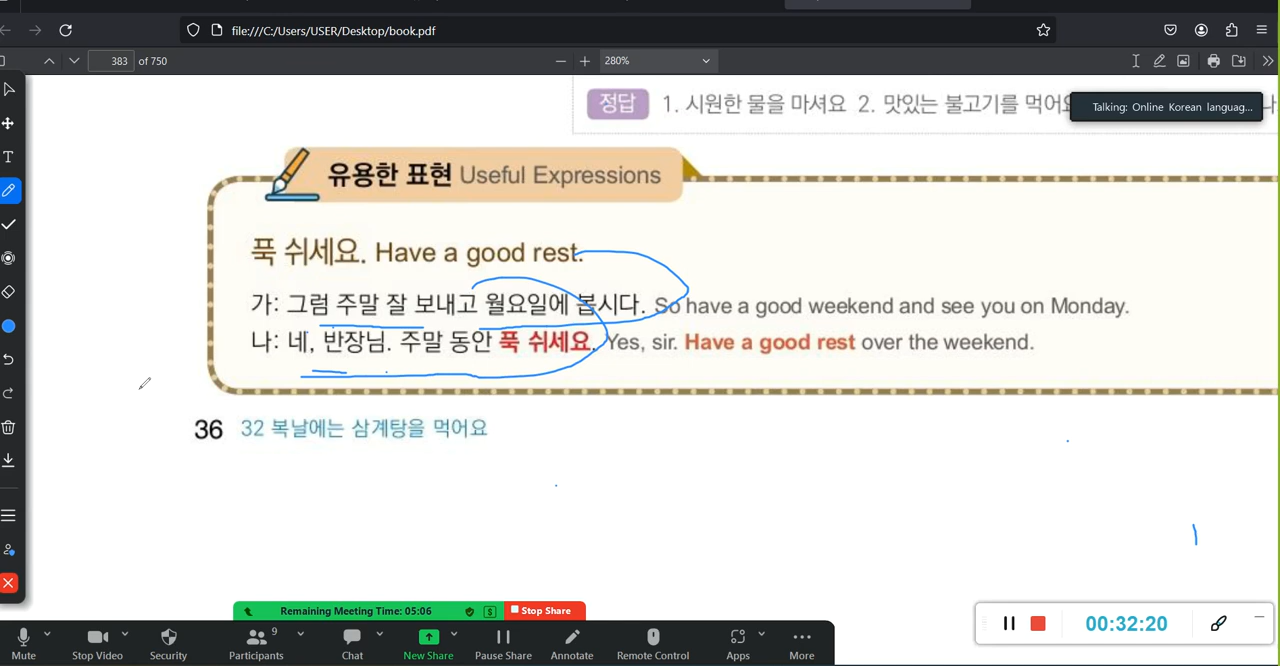 file:///C:/Users/USER/Desktop/book.pdf
383 of 750
280%
정답 1. 시원한 물을 마셔요 2. 맛있는 불고기를 먹어요
Talking: Online Korean languag...
유용한 표현 Useful Expressions
푹 쉬세요. Have a good rest.
가: 그럼 주말 잘 보내고 월요일에 봅시다. So have a good weekend and see you on Monday.
나: 네, 반장님. 주말 동안 푹 쉬세요. Yes, sir. Have a good rest over the weekend.
36 32 복날에는 삼계탕을 먹어요
Remaining Meeting Time: 05:06 Stop Share
00:32:20
9
Mute Stop Video Security Participants Chat New Share Pause Share Annotate Remote Control Apps More